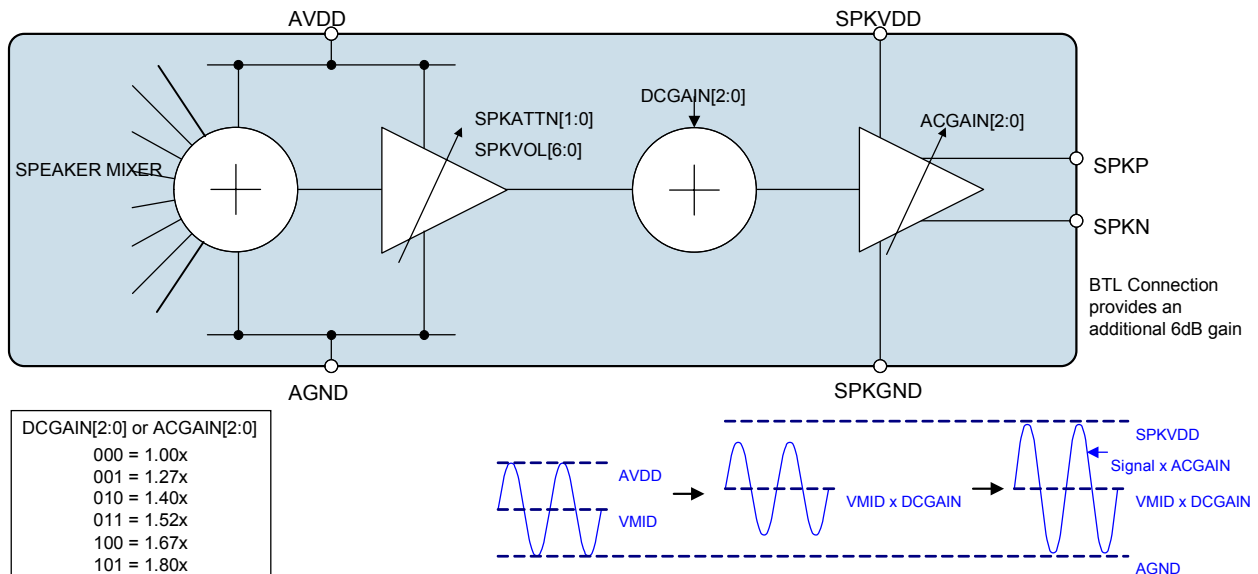 AVDD
SPKVDD
DCGAIN[2:0]
SPKATTN[1:0]
SPKVOL[6:0]
ACGAIN[2:0]
SPEAKER MIXER
SPKP
SPKN
BTL Connection
provides an
additional 6dB gain
AGND
SPKGND
DCGAIN[2:0] or ACGAIN[2:0]
000 = 1.00x
001 = 1.27x
010 = 1.40x
011 = 1.52x
100 = 1.67x
101 = 1.80x
AVDD
VMID
VMID x DCGAIN
SPKVDD
Signal x ACGAIN
VMID x DCGAIN
AGND